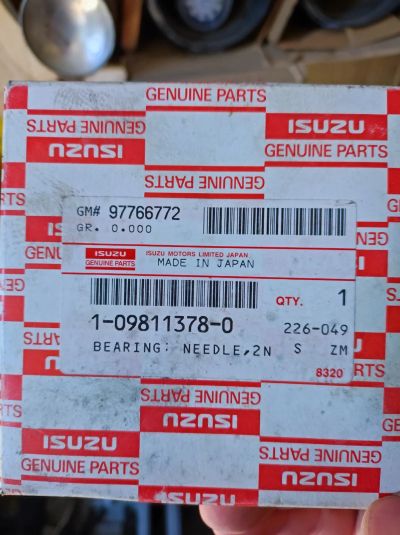 GENUINE PARTS
ISUZU
GENUINE PARTS ISUZU
ISUZU GENUINE PARTS
GM# 97766772
GR. 0.000
ISUZU ISUZU MOTORS LIMITED JAPAN
GENUINE PARTS MADE IN JAPAN
QTY. 1
1-09811378-0 226-049
BEARING; NEEDLE,2N S ZM
8320
ISUZU GENUINE PARTS
GENUINE PARTS ISUZU
GENUINE PARTS
ISUZU